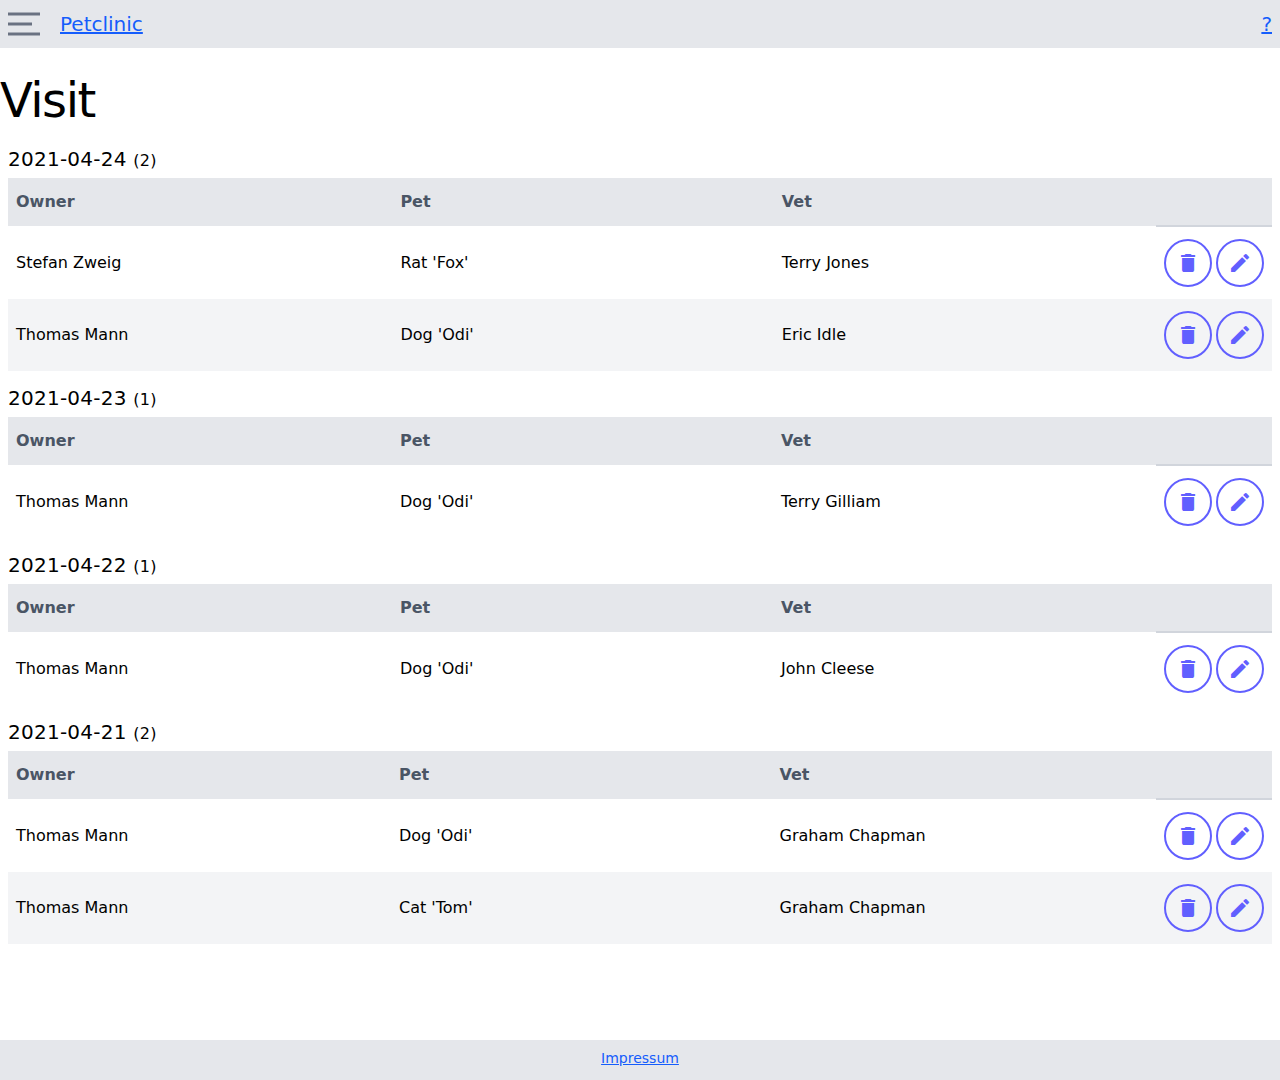 Petclinic ?
Visit
2021-04-24 (2)
Owner Pet Vet
Stefan Zweig Rat 'Fox' Terry Jones
Thomas Mann Dog 'Odi' Eric Idle
2021-04-23 (1)
Owner Pet Vet
Thomas Mann Dog 'Odi' Terry Gilliam
2021-04-22 (1)
Owner Pet Vet
Thomas Mann Dog 'Odi' John Cleese
2021-04-21 (2)
Owner Pet Vet
Thomas Mann Dog 'Odi' Graham Chapman
Thomas Mann Cat 'Tom' Graham Chapman
Impressum